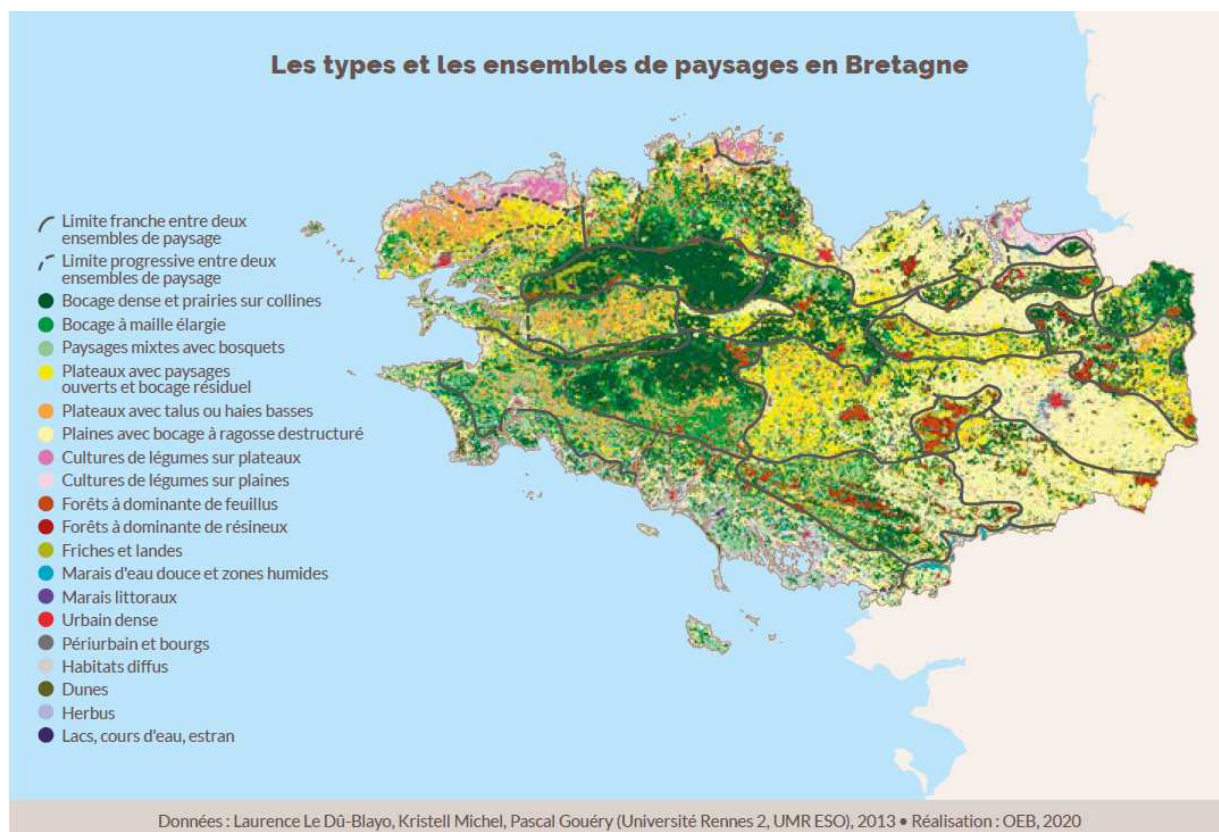 Les types et les ensembles de paysages en Bretagne
Limite franche entre deux
ensembles de paysage
Limite progressive entre deux
ensembles de paysage
Bocage dense et prairies sur collines
Bocage à maille élargie
Paysages mixtes avec bosquets
Plateaux avec paysages
ouverts et bocage résiduel
Plateaux avec talus ou haies basses
Plaines avec bocage à ragosse destructuré
Cultures de légumes sur plateaux
Cultures de légumes sur plaines
Forêts à dominante de feuillus
Forêts à dominante de résineux
Friches et landes
Marais d'eau douce et zones humides
Marais littoraux
Urbain dense
Périurbain et bourgs
Habitats diffus
Dunes
Herbus
Lacs, cours d'eau, estran
Données : Laurence Le Dû-Blayo, Kristell Michel, Pascal Gouéry (Université Rennes 2, UMR ESO), 2013 • Réalisation : OEB, 2020